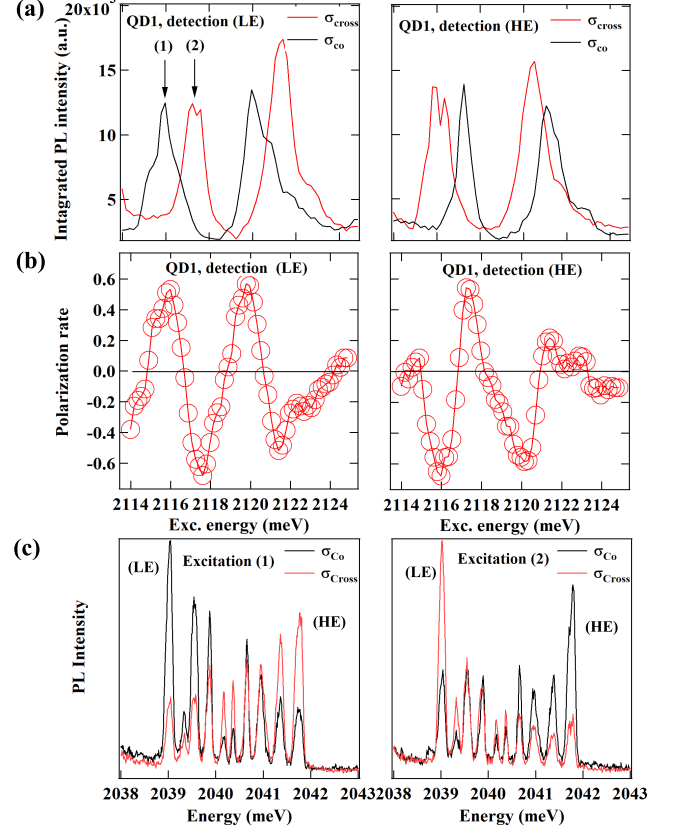 (a)
20x10³
QD1, detection (LE)
σcross
σco
(1)
(2)
15
10
5
Intagrated PL intensity (a.u.)
QD1, detection (HE)
σcross
σco
(b)
QD1, detection (LE)
0.6
0.4
0.2
0.0
-0.2
-0.4
-0.6
Polarization rate
2114 2116 2118 2120 2122 2124
Exc. energy (meV)
QD1, detection (HE)
2114 2116 2118 2120 2122 2124
Exc. energy (meV)
(c)
Excitation (1)
σCo
σCross
(LE)
(HE)
PL Intensity
2038 2039 2040 2041 2042 2043
Energy (meV)
Excitation (2)
σCo
σCross
(LE)
(HE)
2038 2039 2040 2041 2042 2043
Energy (meV)